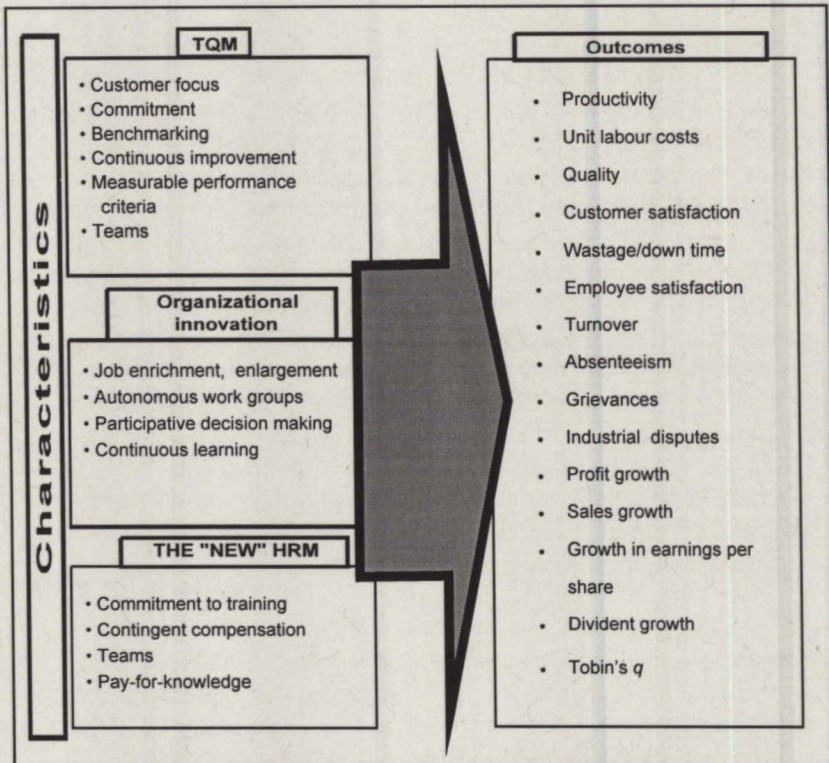 Characteristics
TQM
• Customer focus
• Commitment
• Benchmarking
• Continuous improvement
• Measurable performance
criteria
• Teams
Organizational
innovation
• Job enrichment, enlargement
• Autonomous work groups
• Participative decision making
• Continuous learning
THE "NEW" HRM
• Commitment to training
• Contingent compensation
• Teams
• Pay-for-knowledge
Outcomes
• Productivity
• Unit labour costs
• Quality
• Customer satisfaction
• Wastage/down time
• Employee satisfaction
• Turnover
• Absenteeism
• Grievances
• Industrial disputes
• Profit growth
• Sales growth
• Growth in earnings per
share
• Divident growth
• Tobin's q